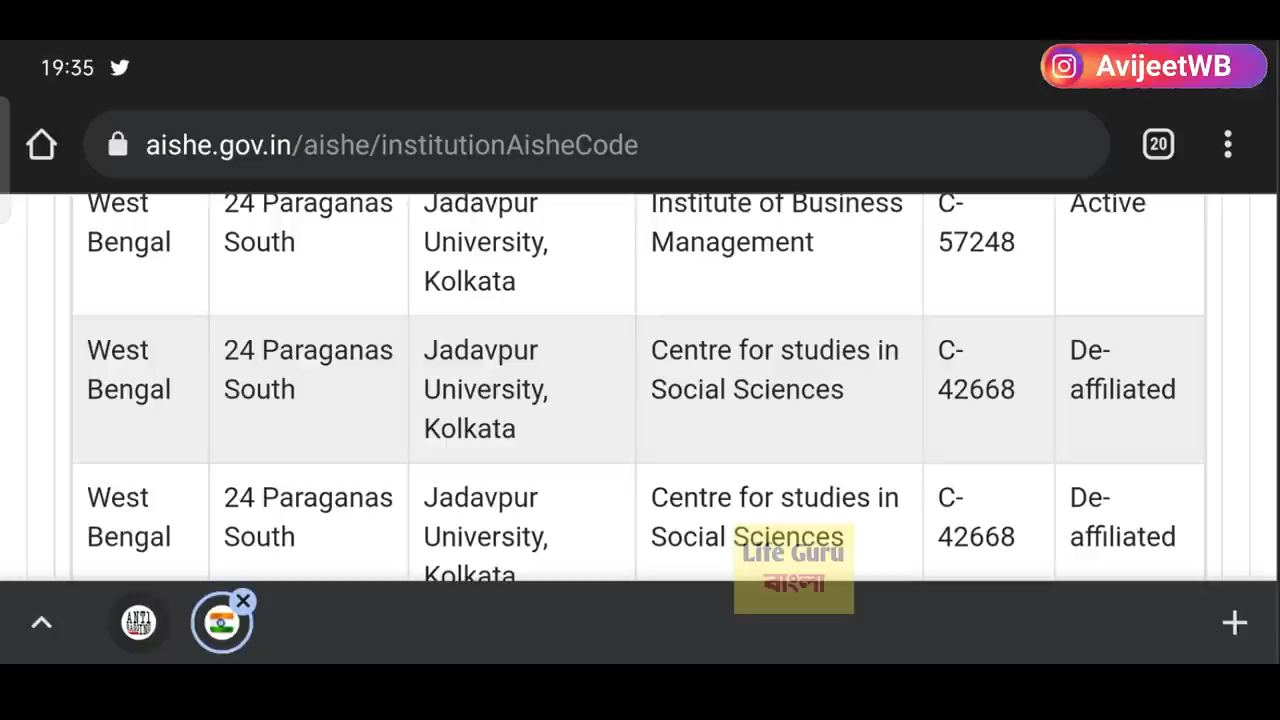 19:35
AvijeetWB
aishe.gov.in/aishe/institutionAisheCode
20
West Bengal
24 Paraganas South
Jadavpur University, Kolkata
Institute of Business Management
C-57248
Active
West Bengal
24 Paraganas South
Jadavpur University, Kolkata
Centre for studies in Social Sciences
C-42668
De-affiliated
West Bengal
24 Paraganas South
Jadavpur University, Kolkata
Centre for studies in Social Sciences
C-42668
De-affiliated
Life Guru
বাংলা
ANTI